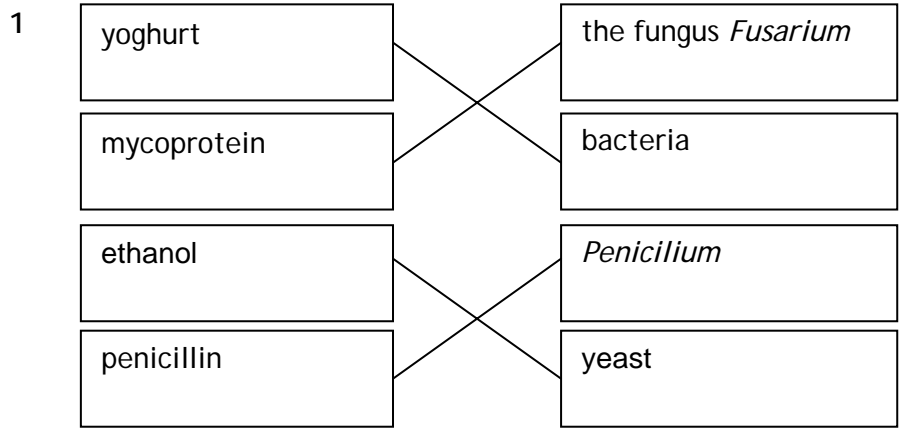 1 yoghurt the fungus Fusarium
mycoprotein bacteria
ethanol Penicilium
penicillin yeast